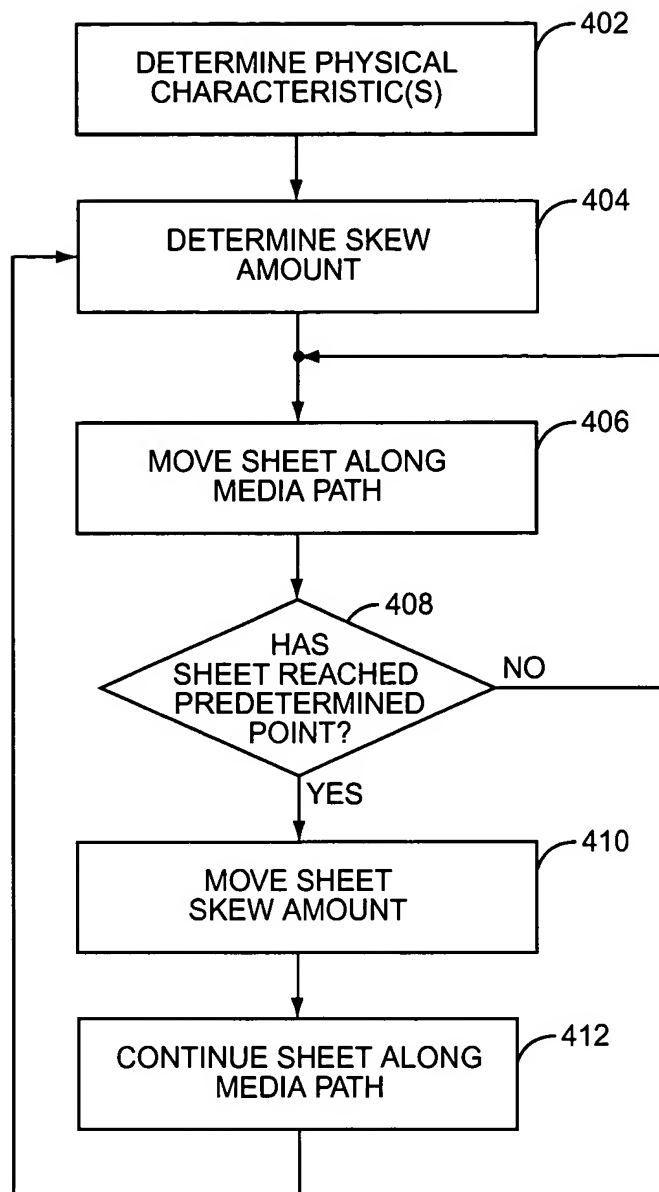 402
DETERMINE PHYSICAL
CHARACTERISTIC(S)
404
DETERMINE SKEW
AMOUNT
406
MOVE SHEET ALONG
MEDIA PATH
408
HAS
SHEET REACHED
PREDETERMINED
POINT?
NO
YES
410
MOVE SHEET
SKEW AMOUNT
412
CONTINUE SHEET ALONG
MEDIA PATH